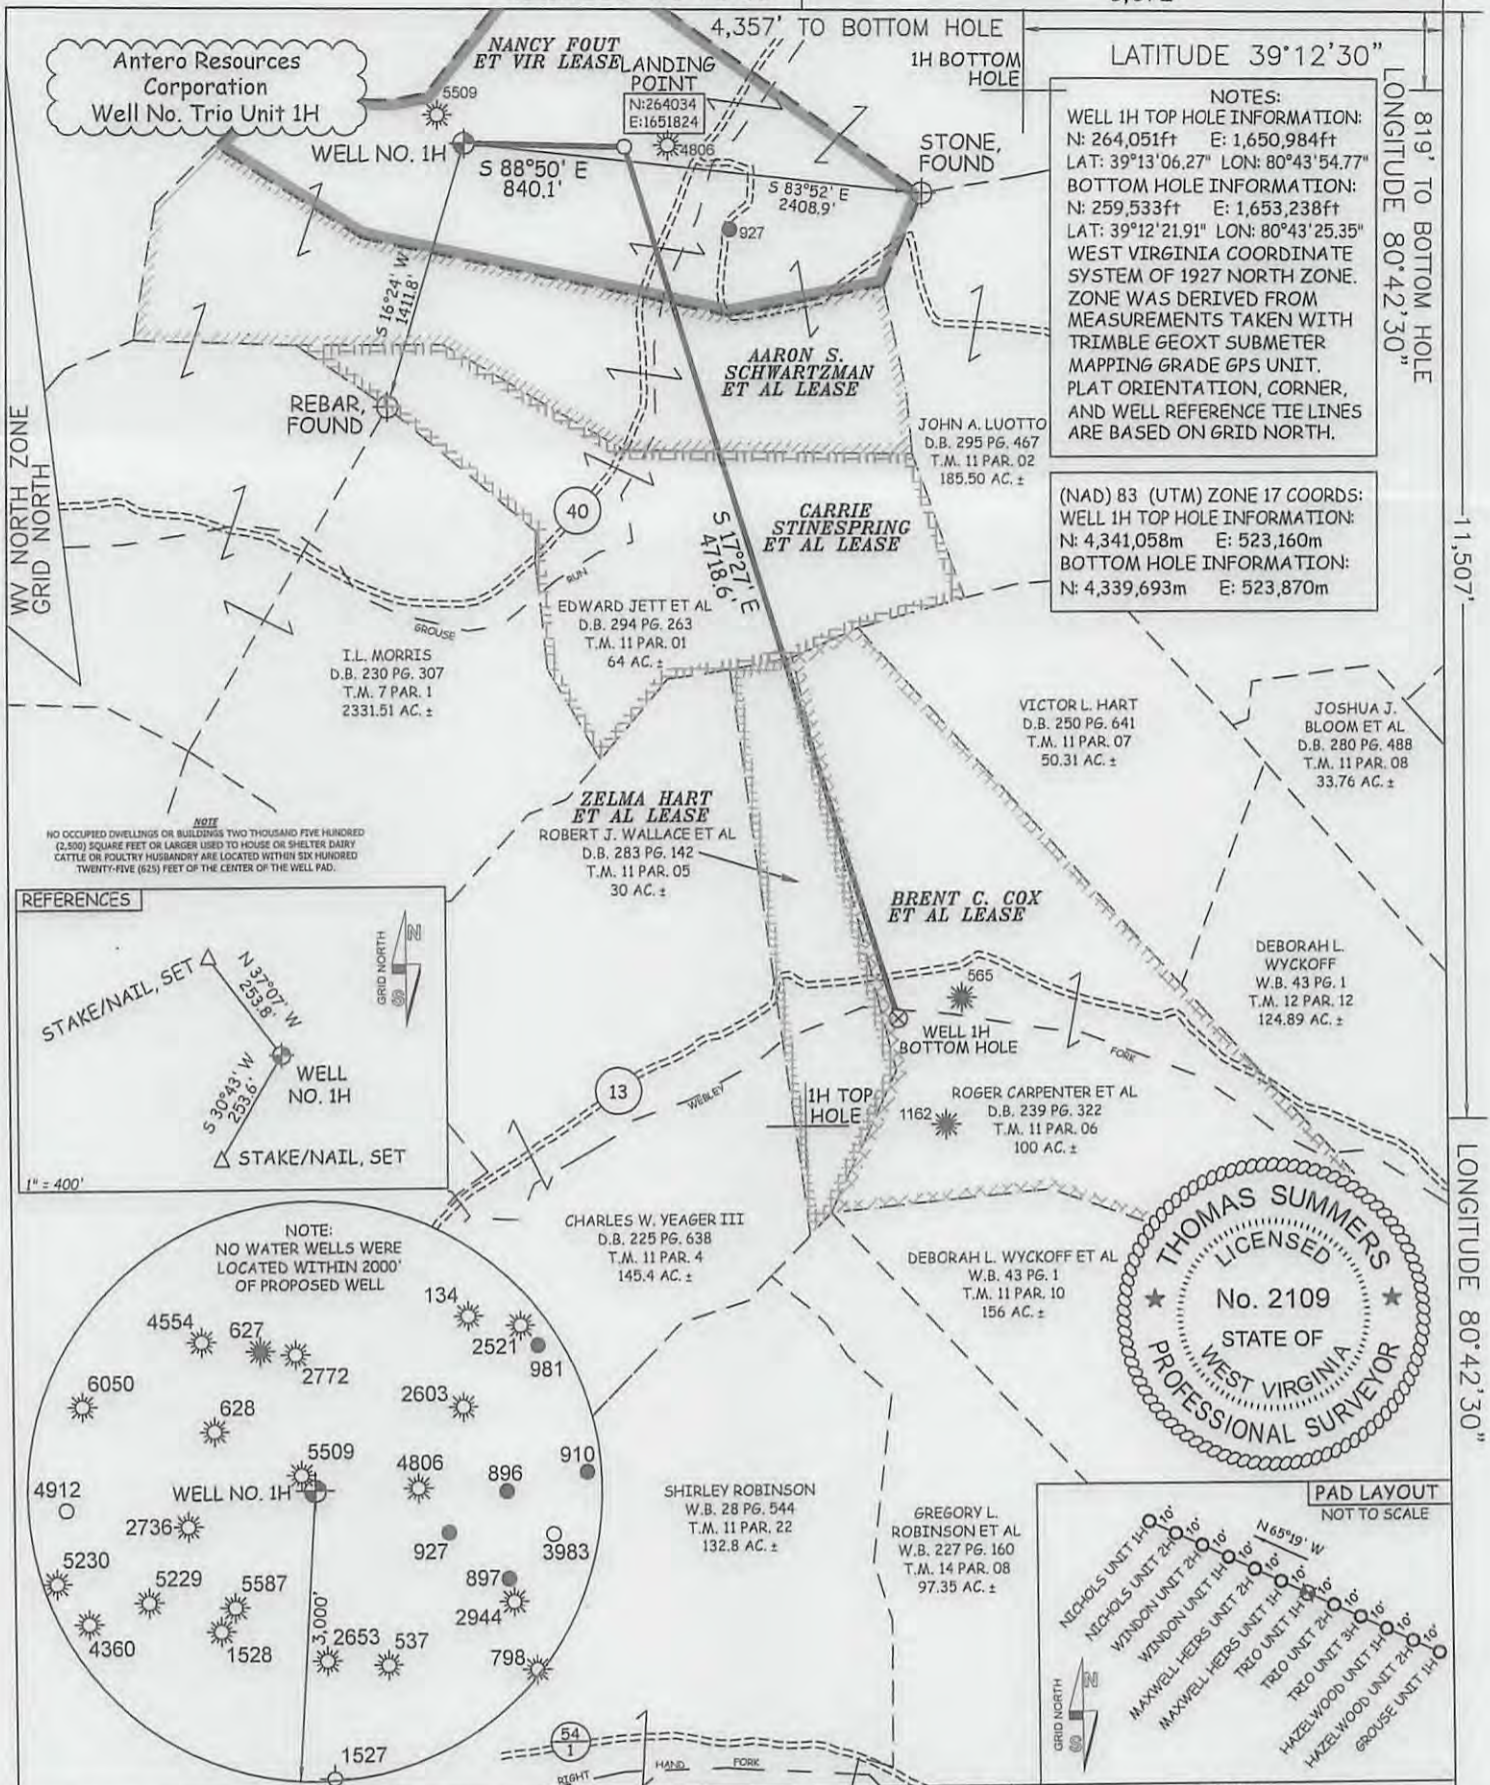 4,357' TO BOTTOM HOLE
LATITUDE 39°12'30"
1H BOTTOM
HOLE
Antero Resources
Corporation
Well No. Trio Unit 1H
NANCY FOUT
ET VIR LEASE
LANDING
POINT
N:264034
E:1651824
5509
4806
WELL NO. 1H
S 88°50' E
840.1'
S 83°52' E
2408.9'
STONE,
FOUND
927
S 16°24' W
1411.8'
REBAR,
FOUND
NOTES:
WELL 1H TOP HOLE INFORMATION:
N: 264,051ft E: 1,650,984ft
LAT: 39°13'06.27" LON: 80°43'54.77"
BOTTOM HOLE INFORMATION:
N: 259,533ft E: 1,653,238ft
LAT: 39°12'21.91" LON: 80°43'25.35"
WEST VIRGINIA COORDINATE
SYSTEM OF 1927 NORTH ZONE.
ZONE WAS DERIVED FROM
MEASUREMENTS TAKEN WITH
TRIMBLE GEOXT SUBMETER
MAPPING GRADE GPS UNIT.
PLAT ORIENTATION, CORNER,
AND WELL REFERENCE TIE LINES
ARE BASED ON GRID NORTH.
(NAD) 83 (UTM) ZONE 17 COORDS:
WELL 1H TOP HOLE INFORMATION:
N: 4,341,058m E: 523,160m
BOTTOM HOLE INFORMATION:
N: 4,339,693m E: 523,870m
819' TO BOTTOM HOLE
LONGITUDE 80°42'30"
11,507'
LONGITUDE 80°42'30"
WV NORTH ZONE
GRID NORTH
AARON S.
SCHWARTZMAN
ET AL LEASE
JOHN A. LUOTTO
D.B. 295 PG. 467
T.M. 11 PAR. 02
185.50 AC. ±
40
CARRIE
STINESPRING
ET AL LEASE
S 17°27' E
4718.6'
GROUSE
RUN
EDWARD JETT ET AL
D.B. 294 PG. 263
T.M. 11 PAR. 01
64 AC. ±
I.L. MORRIS
D.B. 230 PG. 307
T.M. 7 PAR. 1
2331.51 AC. ±
VICTOR L. HART
D.B. 250 PG. 641
T.M. 11 PAR. 07
50.31 AC. ±
JOSHUA J.
BLOOM ET AL
D.B. 280 PG. 488
T.M. 11 PAR. 08
33.76 AC. ±
ZELMA HART
ET AL LEASE
ROBERT J. WALLACE ET AL
D.B. 283 PG. 142
T.M. 11 PAR. 05
30 AC. ±
NOTE
NO OCCUPIED DWELLINGS OR BUILDINGS TWO THOUSAND FIVE HUNDRED
(2,500) SQUARE FEET OR LARGER USED TO HOUSE OR SHELTER DAIRY
CATTLE OR POULTRY HUSBANDRY ARE LOCATED WITHIN SIX HUNDRED
TWENTY-FIVE (625) FEET OF THE CENTER OF THE WELL PAD.
BRENT C. COX
ET AL LEASE
DEBORAH L.
WYCKOFF
W.B. 43 PG. 1
T.M. 12 PAR. 12
124.89 AC. ±
REFERENCES
STAKE/NAIL, SET
N 37°07' W
253.8'
GRID NORTH
N
S
WELL
NO. 1H
S 30°43' W
253.6'
STAKE/NAIL, SET
1" = 400'
565
WELL 1H
BOTTOM HOLE
FORK
13
WEBLEY
1H TOP
HOLE
1162
ROGER CARPENTER ET AL
D.B. 239 PG. 322
T.M. 11 PAR. 06
100 AC. ±
CHARLES W. YEAGER III
D.B. 225 PG. 638
T.M. 11 PAR. 4
145.4 AC. ±
DEBORAH L. WYCKOFF ET AL
W.B. 43 PG. 1
T.M. 11 PAR. 10
156 AC. ±
THOMAS SUMMERS
LICENSED
No. 2109
STATE OF
WEST VIRGINIA
PROFESSIONAL SURVEYOR
NOTE:
NO WATER WELLS WERE
LOCATED WITHIN 2000'
OF PROPOSED WELL
134
4554
627
2772
2521
981
6050
628
2603
5509
4806
896
910
4912
WELL NO. 1H
2736
927
3983
5230
5229
5587
897
2944
4360
1528
3,000'
2653
537
798
1527
SHIRLEY ROBINSON
W.B. 28 PG. 544
T.M. 11 PAR. 22
132.8 AC. ±
GREGORY L.
ROBINSON ET AL
W.B. 227 PG. 160
T.M. 14 PAR. 08
97.35 AC. ±
54
1
RIGHT
HAND
FORK
PAD LAYOUT
NOT TO SCALE
N 65°19' W
NICHOLS UNIT 1H
10'
NICHOLS UNIT 2H
10'
WINDON UNIT 2H
10'
WINDON UNIT 1H
10'
MAXWELL HEIRS UNIT 2H
10'
MAXWELL HEIRS UNIT 1H
10'
TRIO UNIT 1H
10'
TRIO UNIT 2H
10'
TRIO UNIT 3H
10'
HAZELWOOD UNIT 1H
10'
HAZELWOOD UNIT 2H
10'
GROUSE UNIT 1H
GRID NORTH
N
S